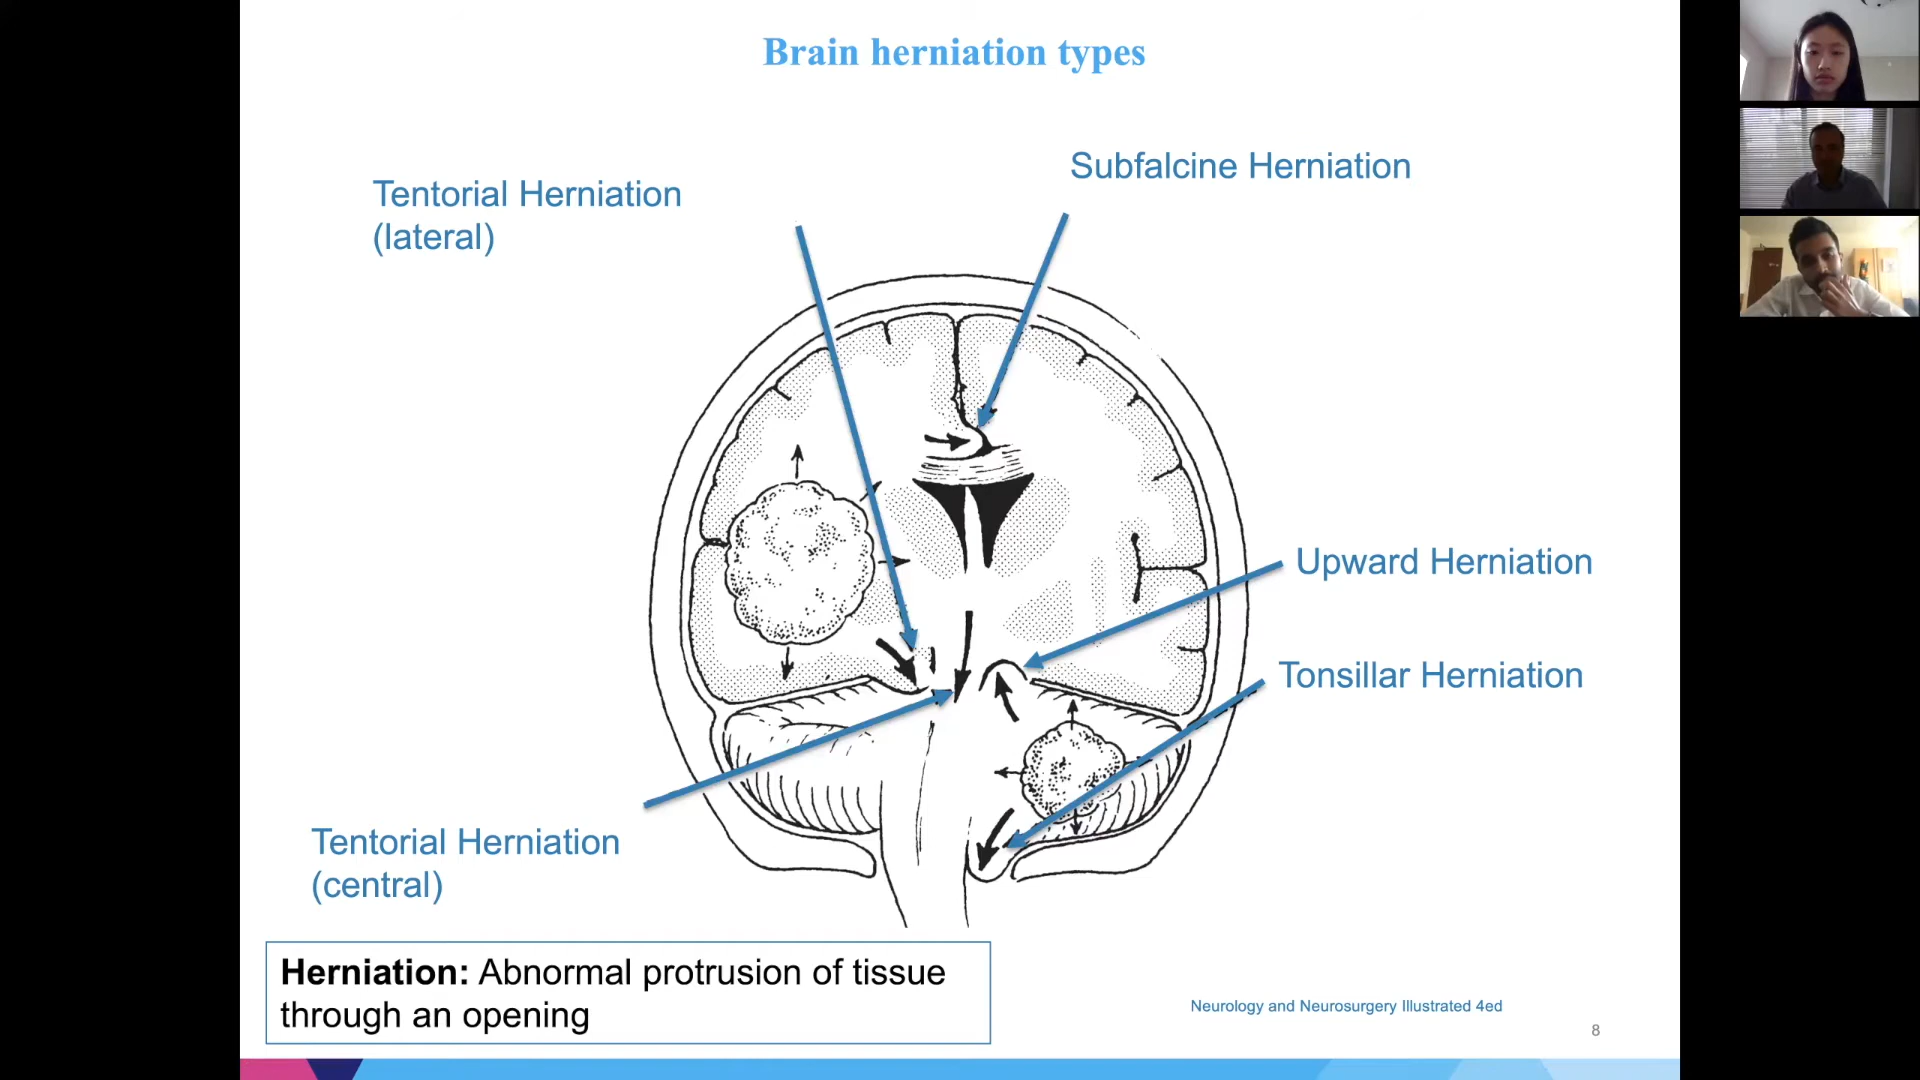 Brain herniation types
Subfalcine Herniation
Tentorial Herniation
(lateral)
Upward Herniation
Tonsillar Herniation
Tentorial Herniation
(central)
Herniation: Abnormal protrusion of tissue
through an opening
Neurology and Neurosurgery Illustrated 4ed
8